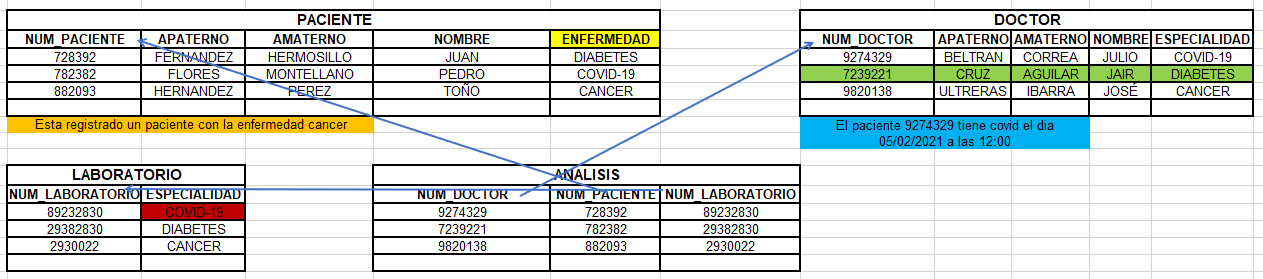 PACIENTE
NUM_PACIENTE APATERNO AMATERNO NOMBRE ENFERMEDAD
728392 FERNANDEZ HERMOSILLO JUAN DIABETES
782382 FLORES MONTELLANO PEDRO COVID-19
882093 HERNANDEZ PEREZ TOÑO CANCER
Esta registrado un paciente con la enfermedad cancer
DOCTOR
NUM_DOCTOR APATERNO AMATERNO NOMBRE ESPECIALIDAD
9274329 BELTRAN CORREA JULIO COVID-19
7239221 CRUZ AGUILAR JAIR DIABETES
9820138 ULTRERAS IBARRA JOSÉ CANCER
El paciente 9274329 tiene covid el dia
05/02/2021 a las 12:00
LABORATORIO
NUM_LABORATORIO ESPECIALIDAD
89232830 COVID-19
29382830 DIABETES
2930022 CANCER
ANALISIS
NUM_DOCTOR NUM_PACIENTE NUM_LABORATORIO
9274329 728392 89232830
7239221 782382 29382830
9820138 882093 2930022